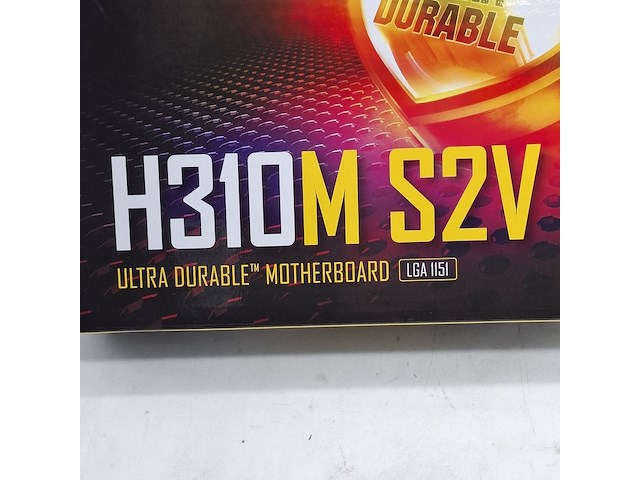 DURABLE
H310M S2V
ULTRA DURABLE™ MOTHERBOARD LGA 1151